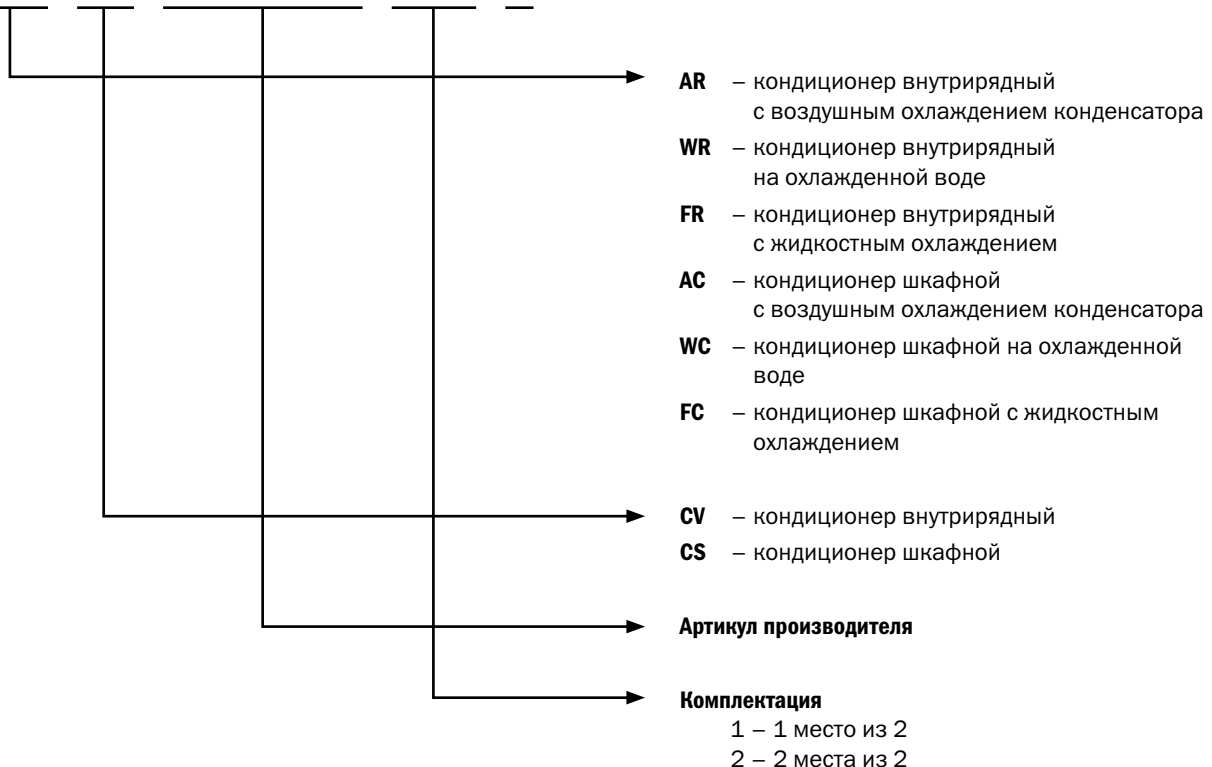 AR – кондиционер внутрирядный
с воздушным охлаждением конденсатора
WR – кондиционер внутрирядный
на охлажденной воде
FR – кондиционер внутрирядный
с жидкостным охлаждением
AC – кондиционер шкафной
с воздушным охлаждением конденсатора
WC – кондиционер шкафной на охлажденной
воде
FC – кондиционер шкафной с жидкостным
охлаждением
CV – кондиционер внутрирядный
CS – кондиционер шкафной
Артикул производителя
Комплектация
1 – 1 место из 2
2 – 2 места из 2